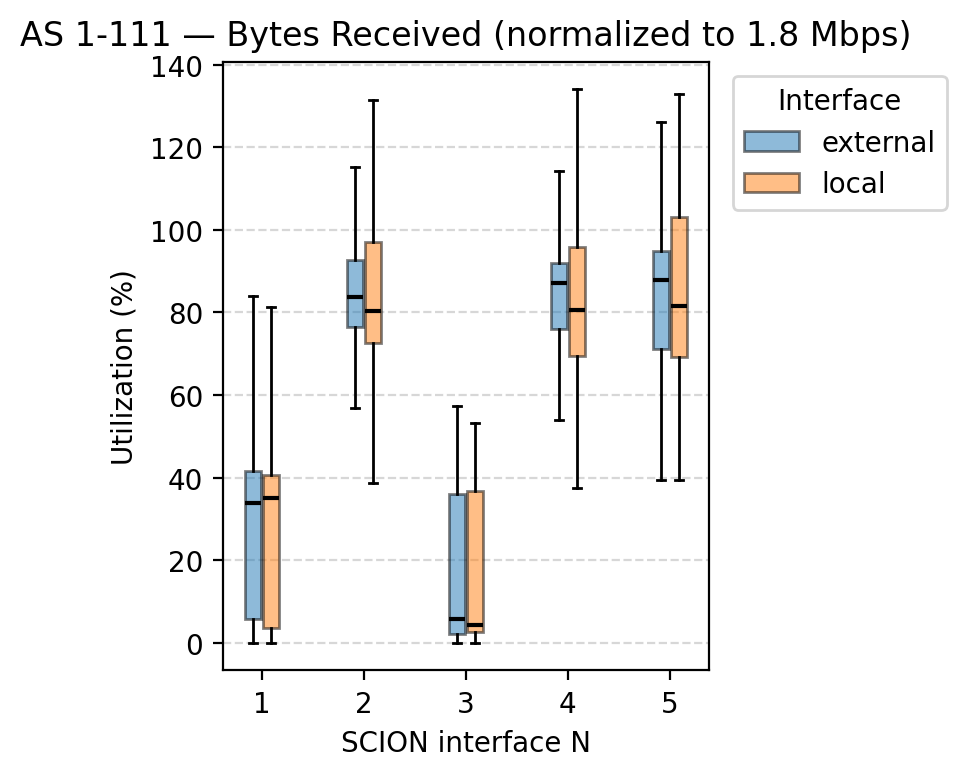 AS 1-111 — Bytes Received (normalized to 1.8 Mbps)
140
120
100
80
60
40
20
0
Utilization (%)
1 2 3 4 5
SCION interface N
Interface
external
local